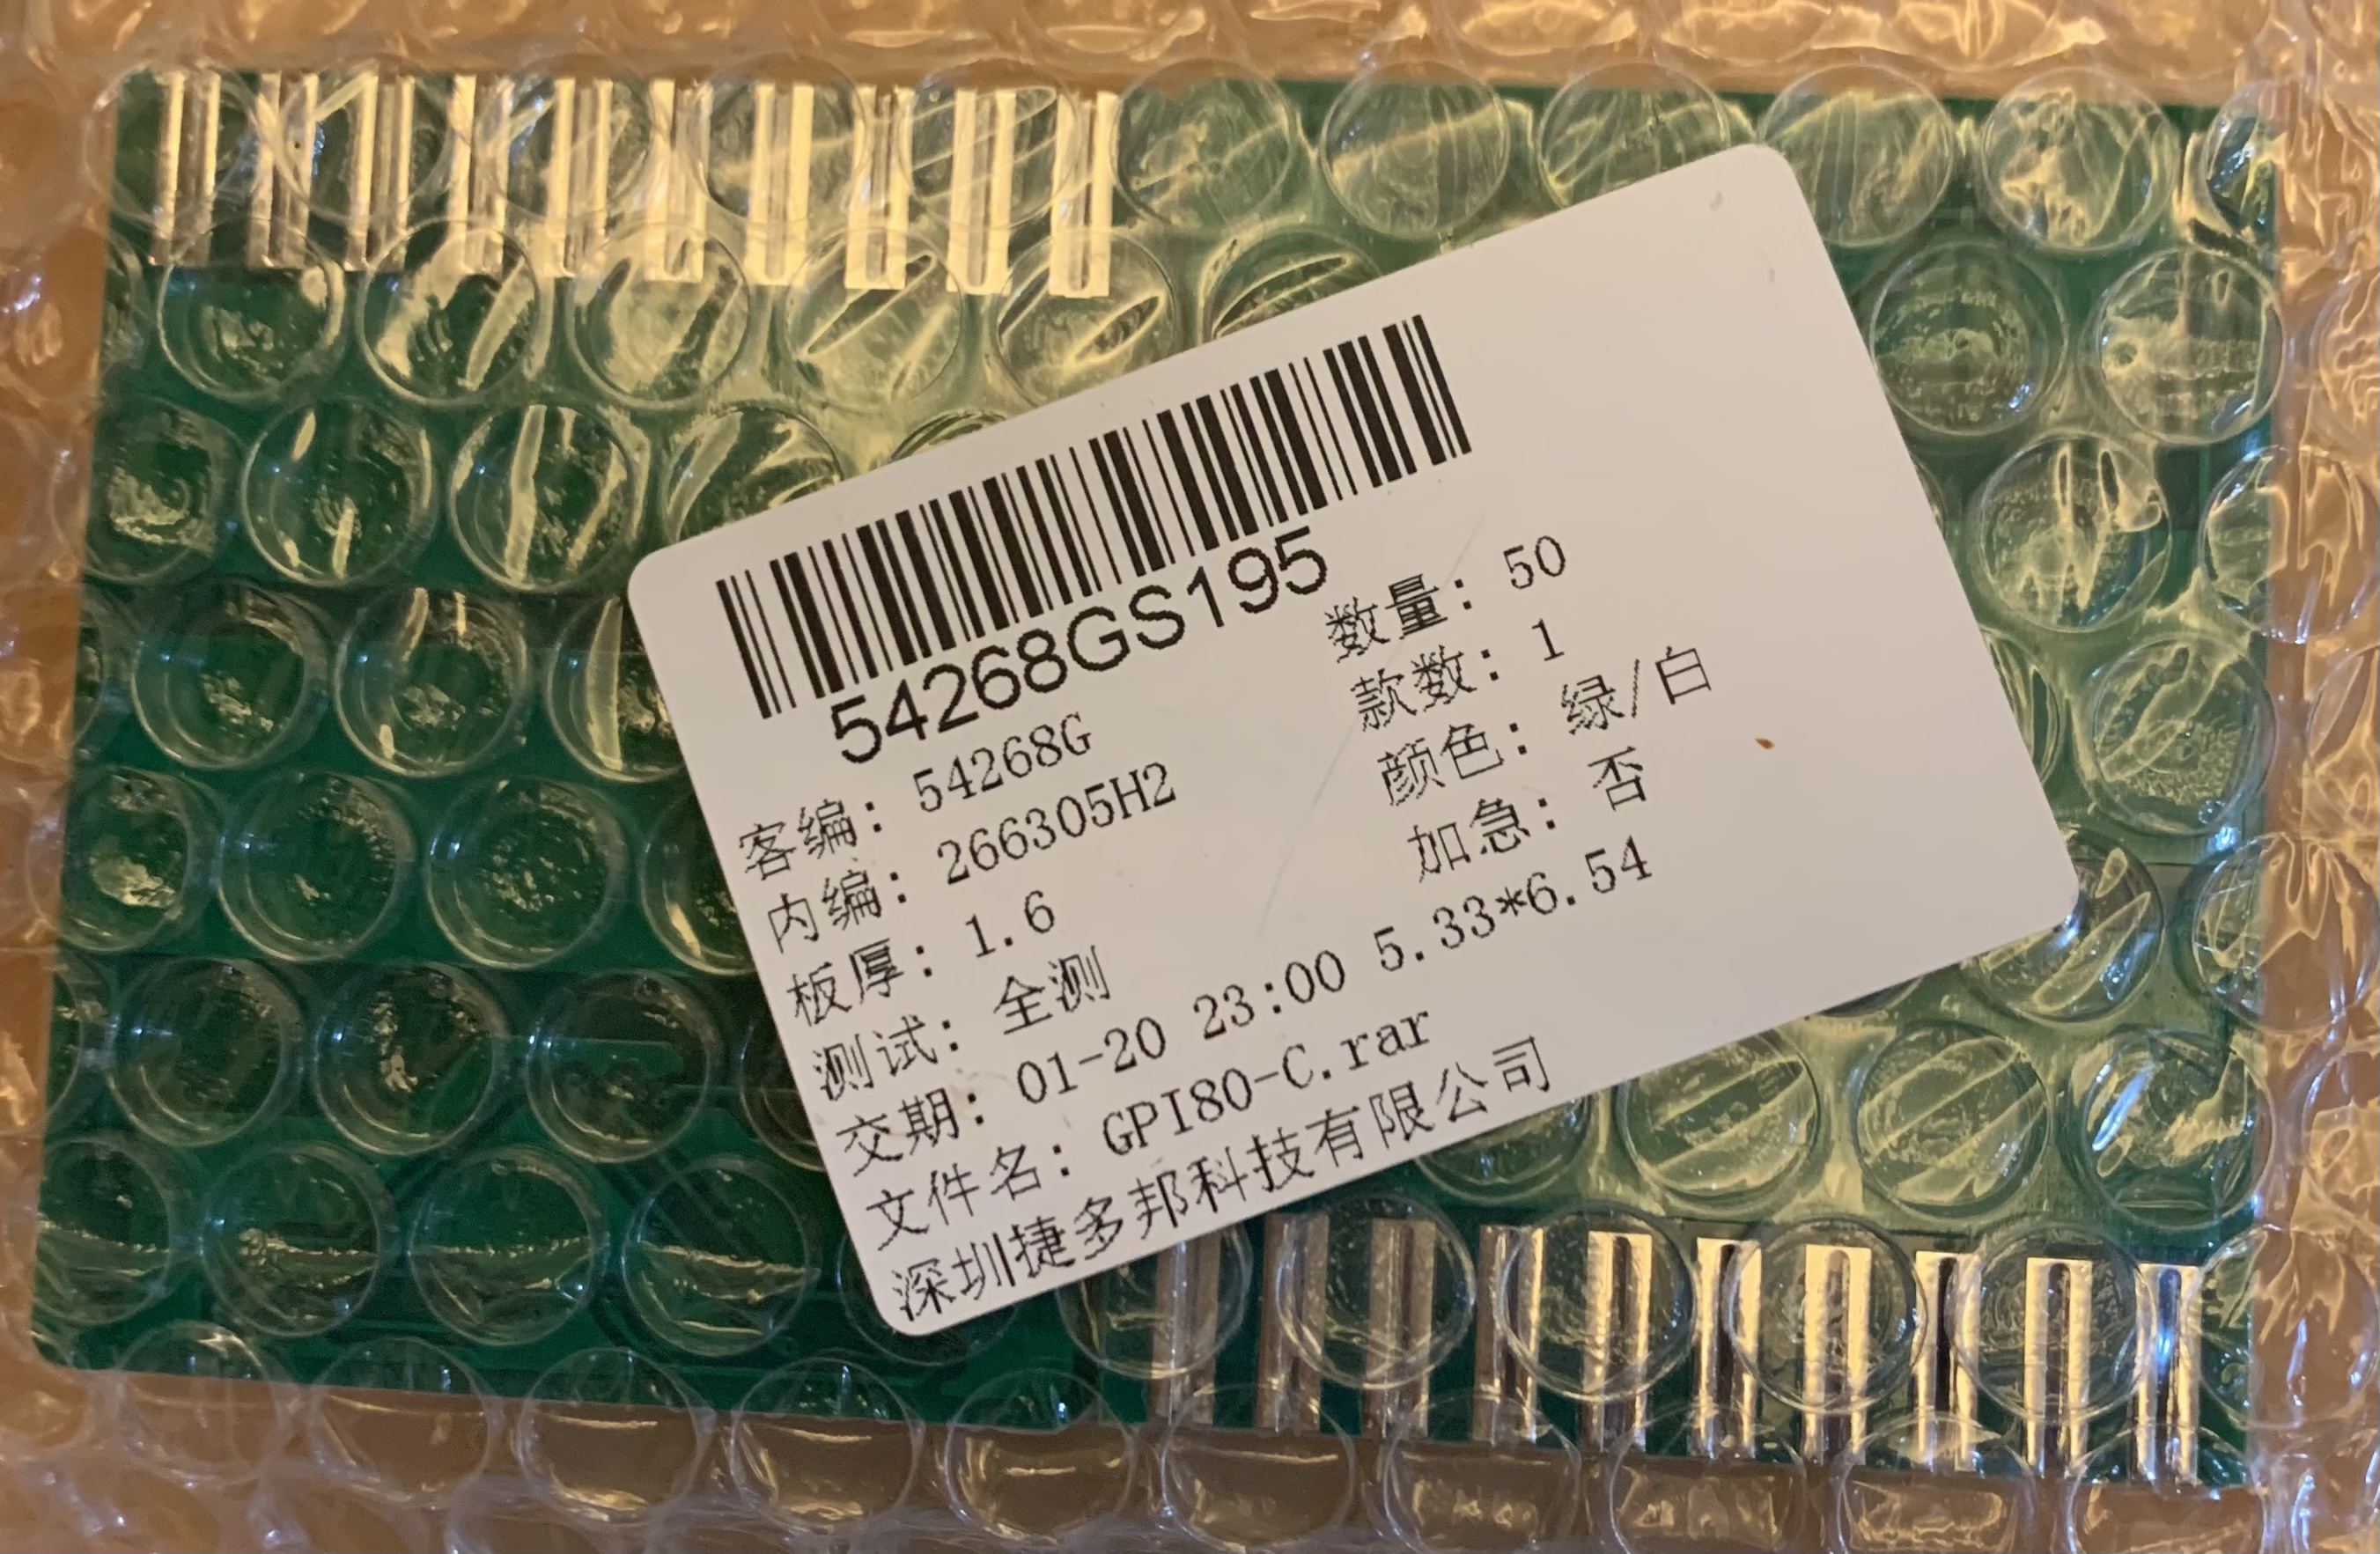 54268GS195
客编: 54268G
数量: 50
内编: 266305H2
款数: 1
板厚: 1.6
颜色: 绿/白
测试: 全测
加急: 否
交期: 01-20 23:00 5.33*6.54
文件名: GPI80-C.rar
深圳捷多邦科技有限公司